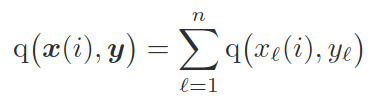 q(𝒙(i), 𝒚) = ∑_{ℓ=1}^{n} q(x_ℓ(i), y_ℓ)